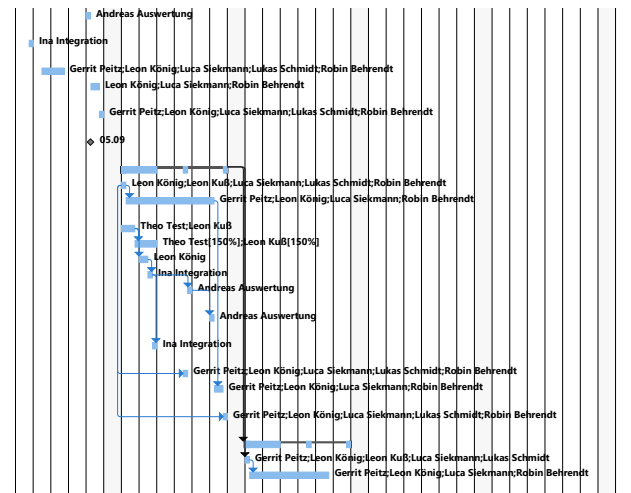 Andreas Auswertung
Ina Integration
Gerrit Peitz;Leon König;Luca Siekmann;Lukas Schmidt;Robin Behrendt
Leon König;Luca Siekmann;Robin Behrendt
Gerrit Peitz;Leon König;Luca Siekmann;Lukas Schmidt;Robin Behrendt
05.09
Leon König;Leon Kuß;Luca Siekmann;Lukas Schmidt;Robin Behrendt
Gerrit Peitz;Leon König;Luca Siekmann;Robin Behrendt
Theo Test;Leon Kuß
Theo Test[150%];Leon Kuß[150%]
Leon König
Ina Integration
Andreas Auswertung
Andreas Auswertung
Ina Integration
Gerrit Peitz;Leon König;Luca Siekmann;Lukas Schmidt;Robin Behrendt
Gerrit Peitz;Leon König;Luca Siekmann;Robin Behrendt
Gerrit Peitz;Leon König;Luca Siekmann;Lukas Schmidt;Robin Behrendt
Gerrit Peitz;Leon König;Leon Kuß;Luca Siekmann;Lukas Schmidt
Gerrit Peitz;Leon König;Luca Siekmann;Robin Behrendt